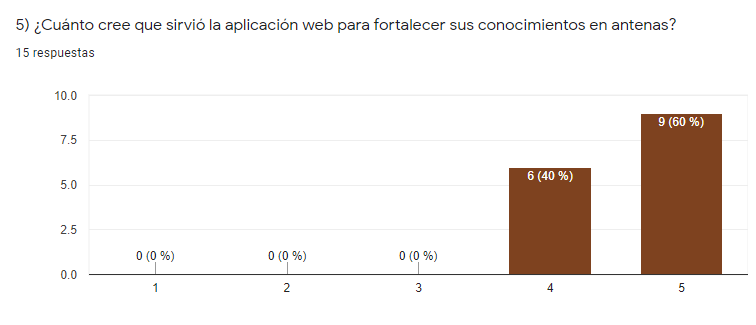 5) ¿Cuánto cree que sirvió la aplicación web para fortalecer sus conocimientos en antenas?
15 respuestas
10.0
7.5
5.0
2.5
0.0
0 (0 %)
0 (0 %)
0 (0 %)
6 (40 %)
9 (60 %)
1
2
3
4
5